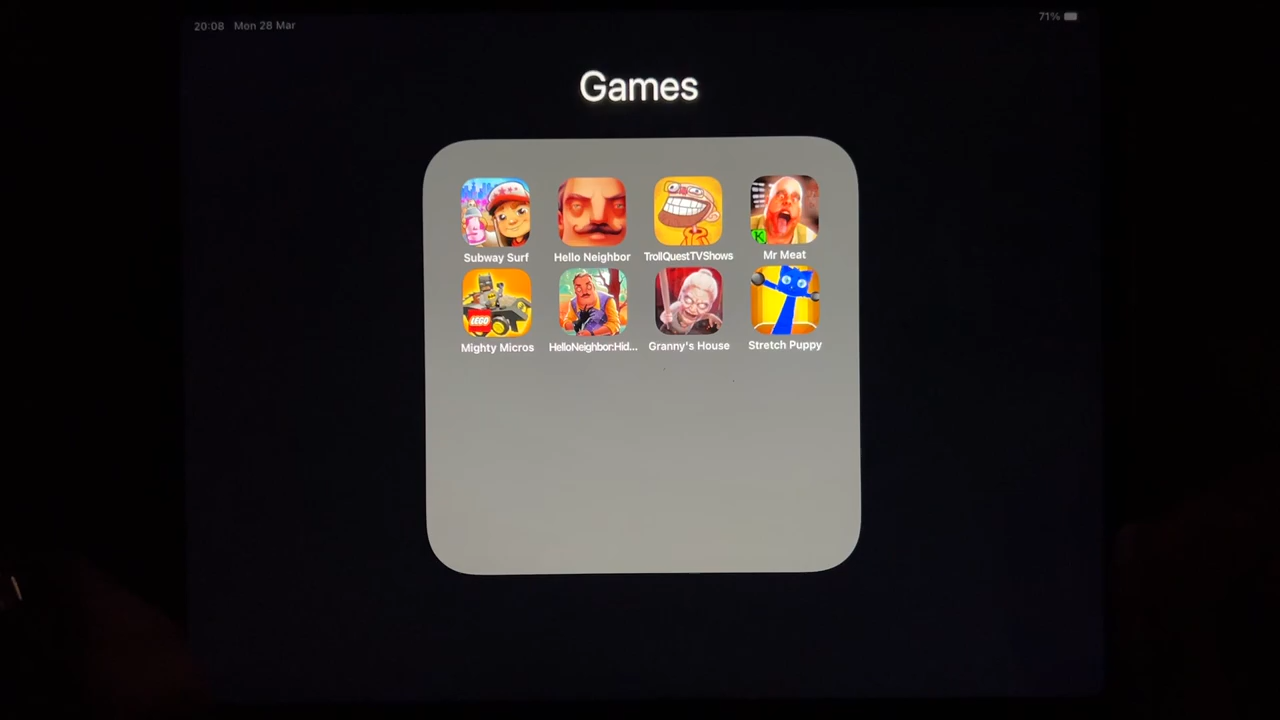 20:08 Mon 28 Mar
71%
Games
Subway Surf
Hello Neighbor
TrollQuestTVShows
Mr Meat
K
LEGO
Mighty Micros
HelloNeighbor:Hid...
Granny's House
Stretch Puppy